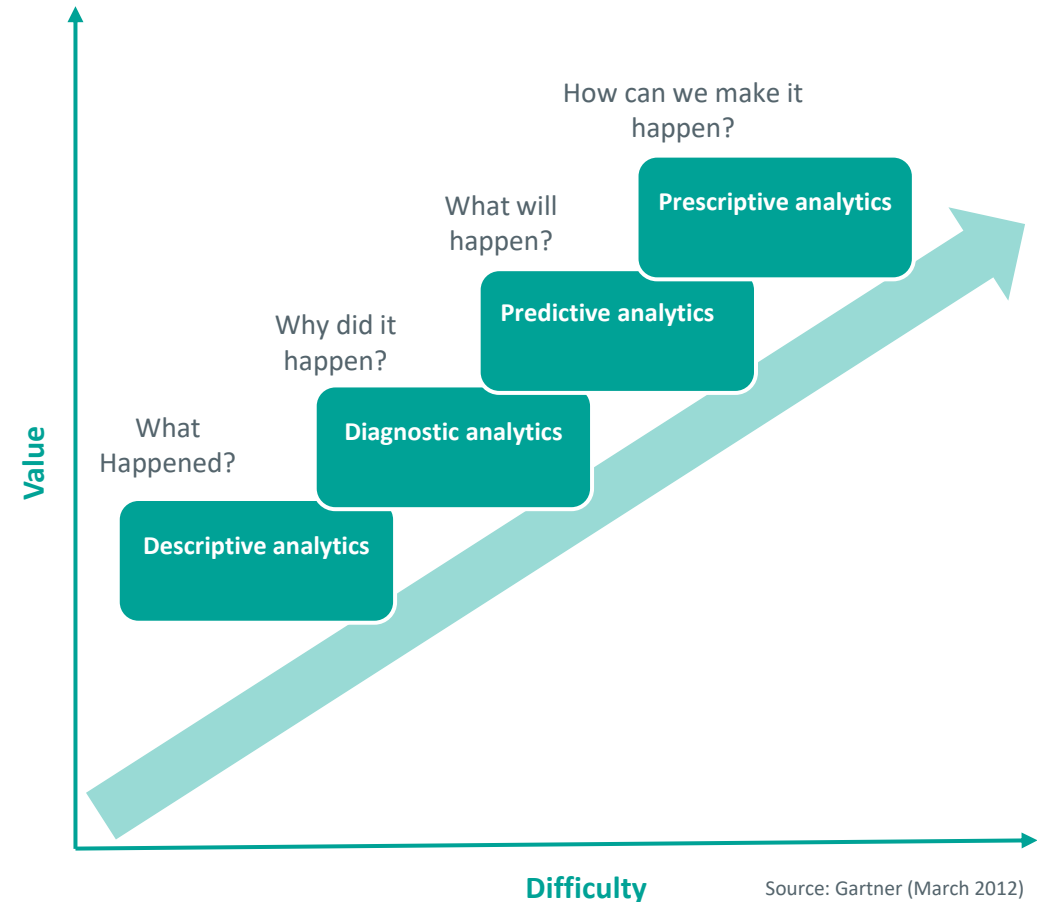 How can we make it
happen?
Prescriptive analytics
What will
happen?
Predictive analytics
Why did it
happen?
Diagnostic analytics
What
Happened?
Descriptive analytics
Value
Difficulty
Source: Gartner (March 2012)